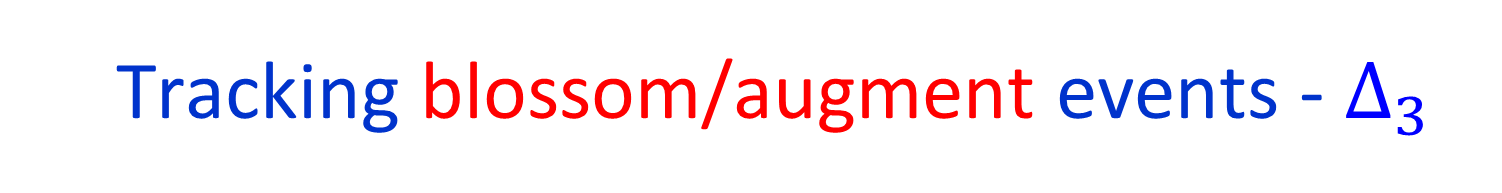 Tracking blossom/augment events - Δ₃